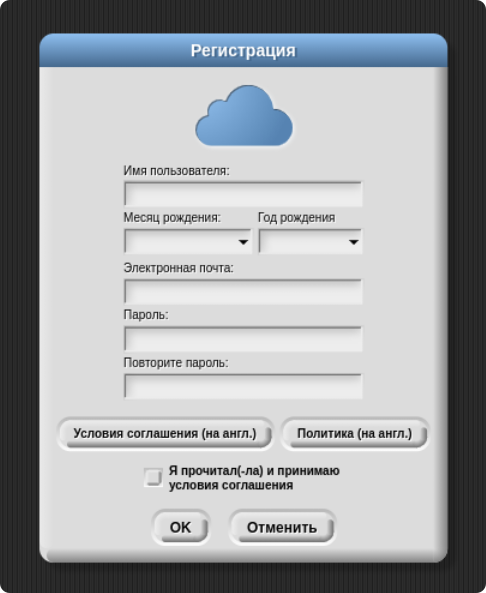 Регистрация
Имя пользователя:
Месяц рождения: Год рождения
Электронная почта:
Пароль:
Повторите пароль:
Условия соглашения (на англ.) Политика (на англ.)
Я прочитал(-ла) и принимаю
условия соглашения
OK Отменить